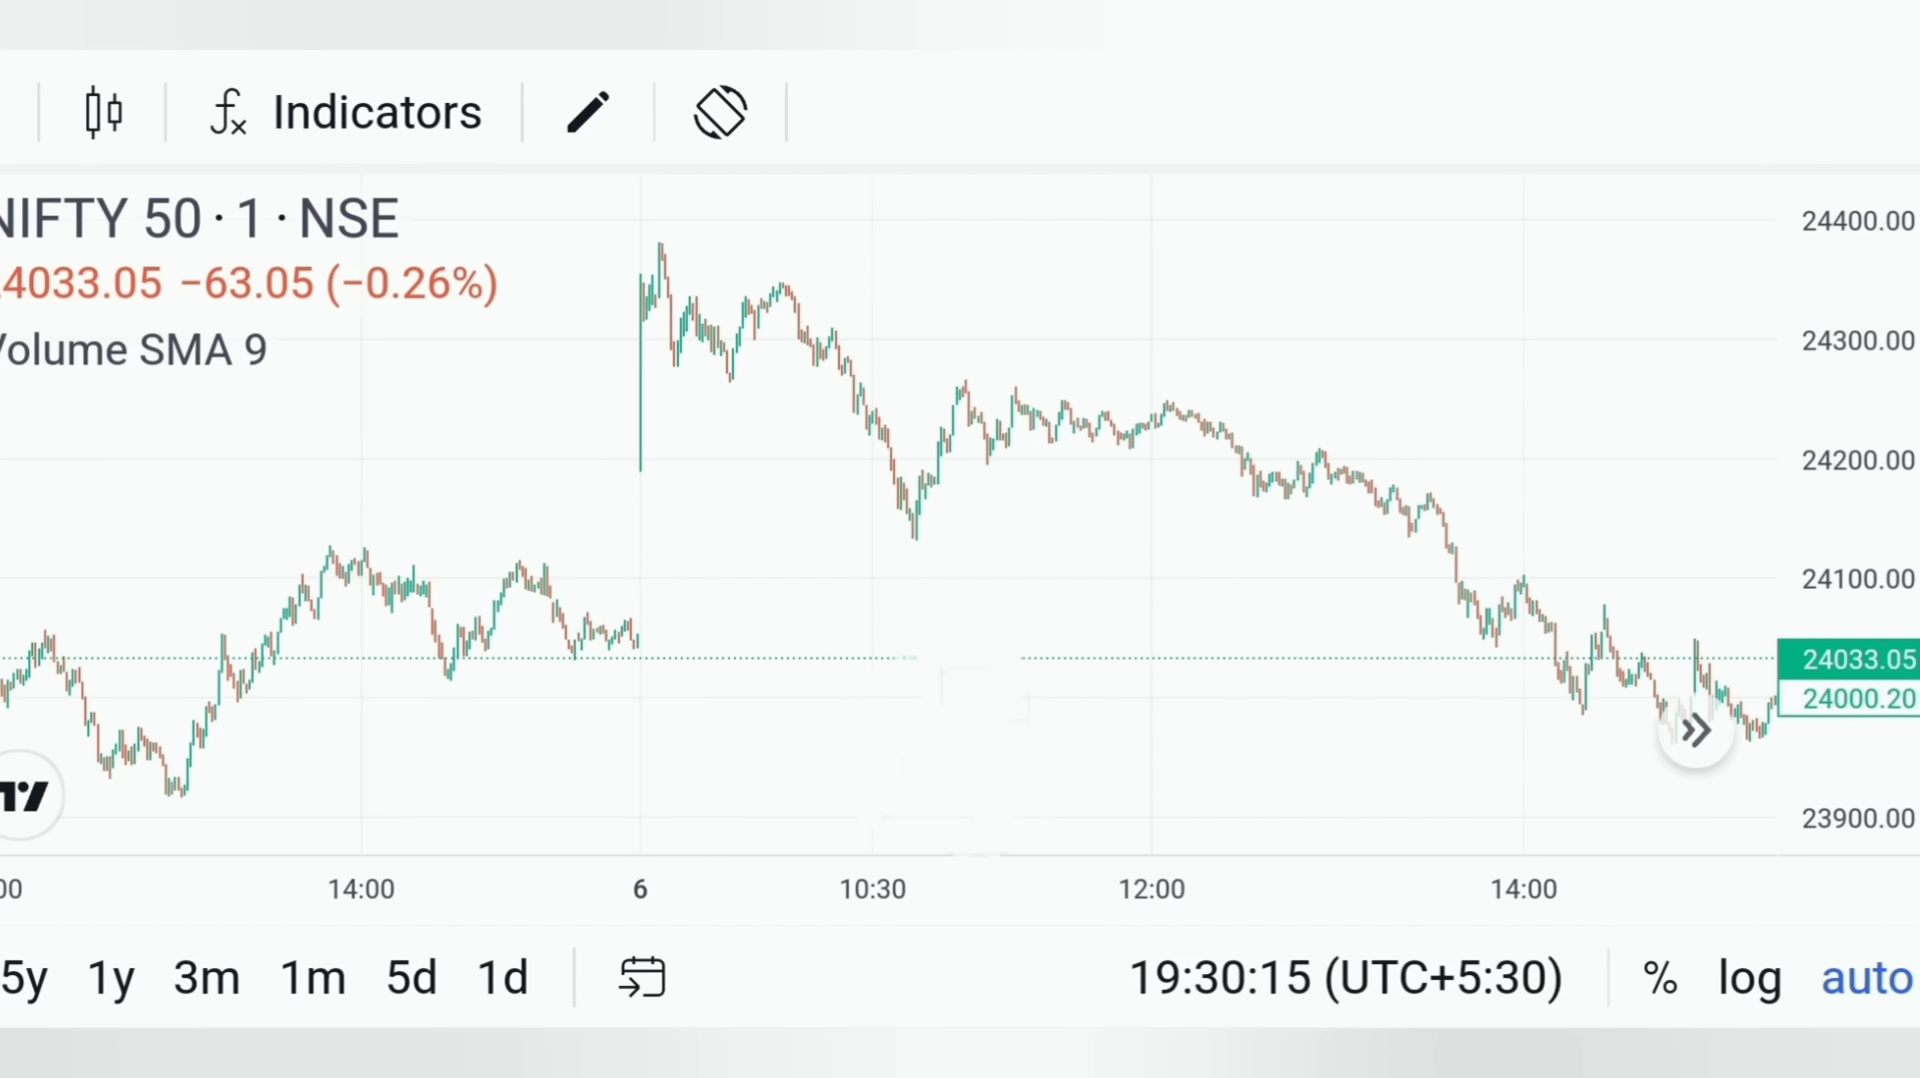 Indicators
NIFTY 50 · 1 · NSE
4033.05 −63.05 (−0.26%)
Volume SMA 9
24400.00
24300.00
24200.00
24100.00
24033.05
24000.20
23900.00
00 14:00 6 10:30 12:00 14:00
5y 1y 3m 1m 5d 1d 19:30:15 (UTC+5:30) % log auto